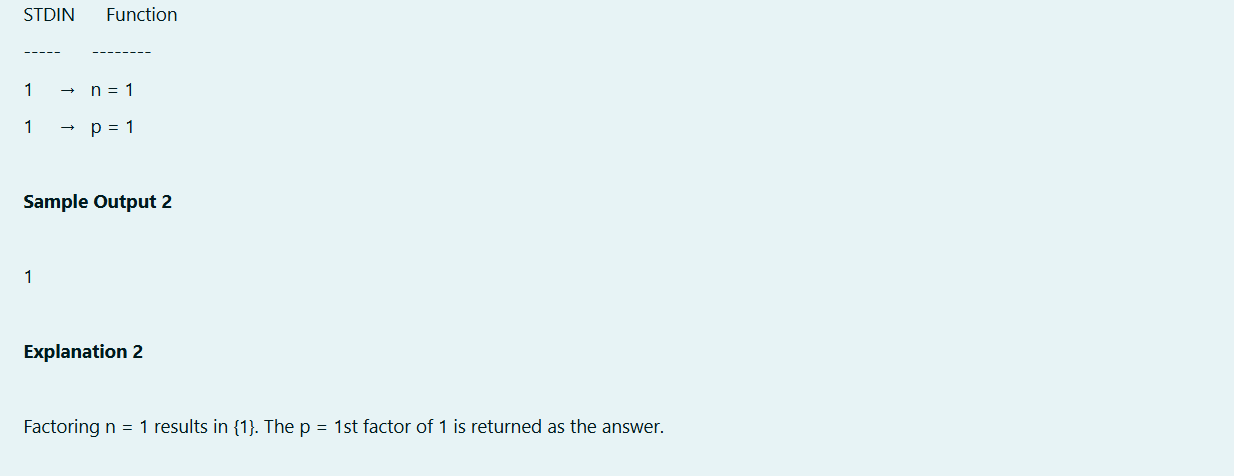 STDIN Function
----- --------
1 → n = 1
1 → p = 1
Sample Output 2
1
Explanation 2
Factoring n = 1 results in {1}. The p = 1st factor of 1 is returned as the answer.